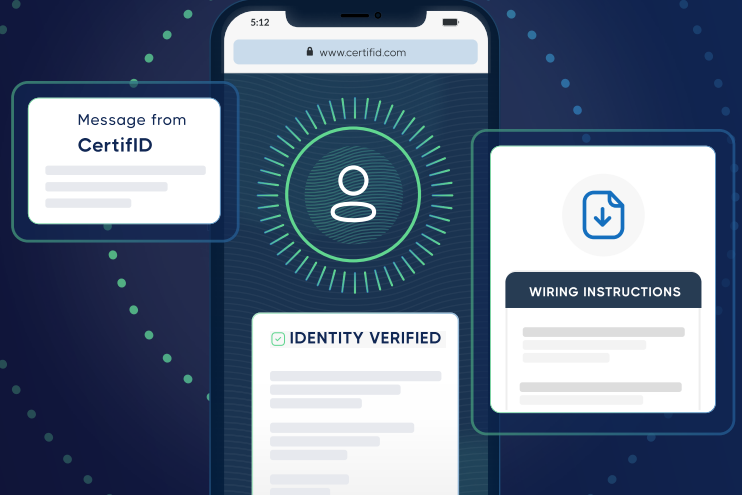 5:12
www.certifid.com
Message from
CertifID
IDENTITY VERIFIED
WIRING INSTRUCTIONS